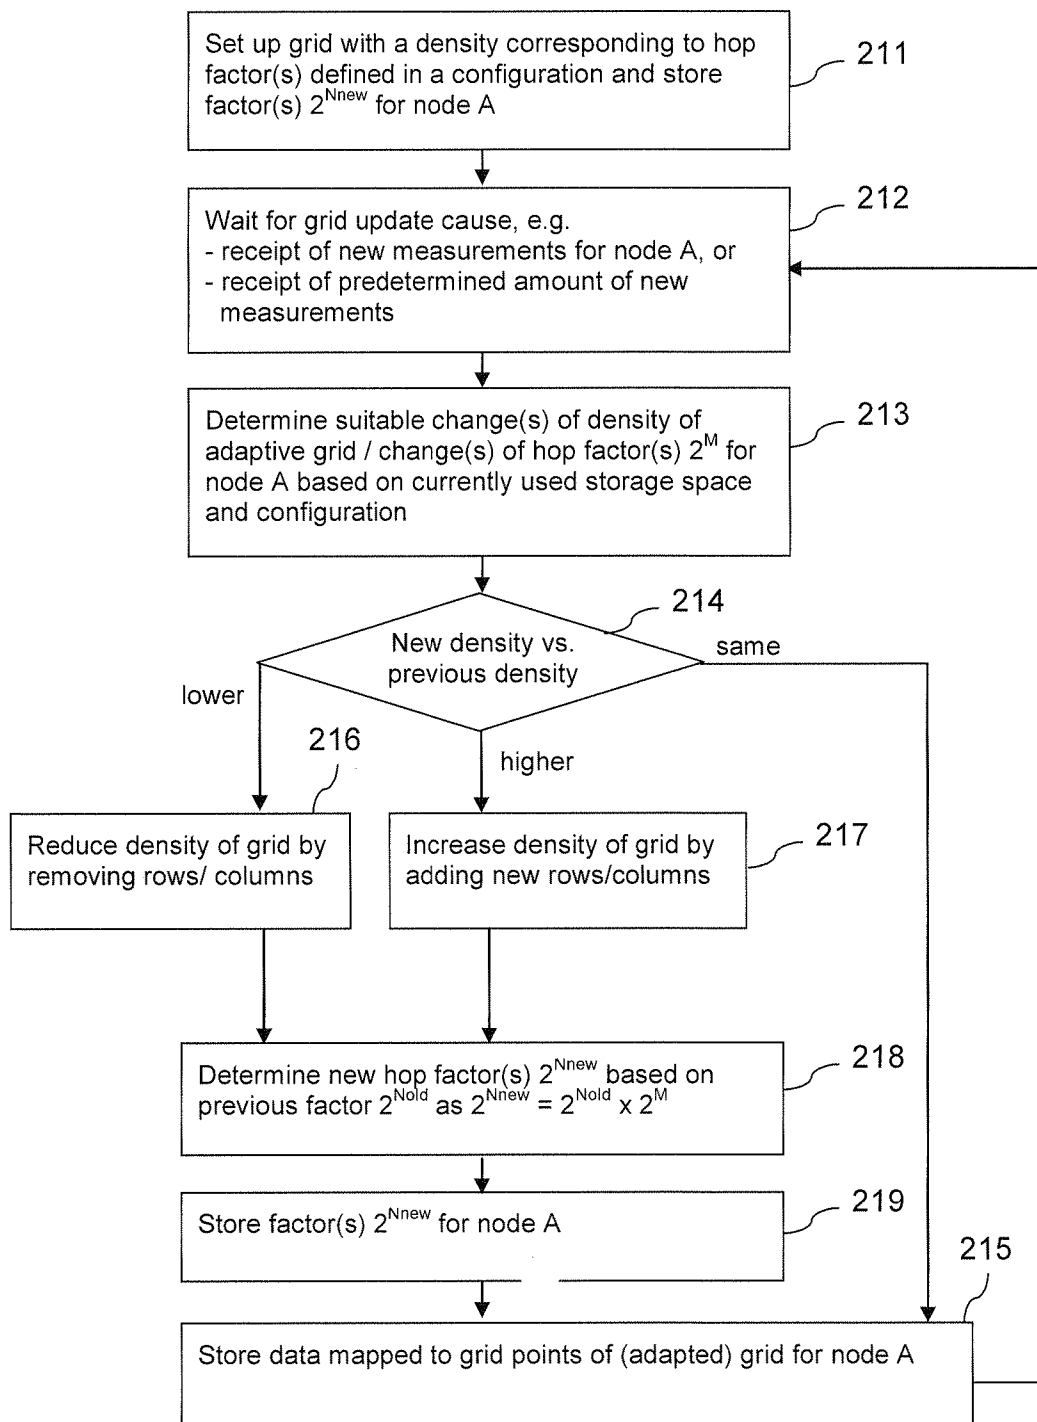 Set up grid with a density corresponding to hop
factor(s) defined in a configuration and store
factor(s) 2^Nnew for node A
211
Wait for grid update cause, e.g.
- receipt of new measurements for node A, or
- receipt of predetermined amount of new
measurements
212
Determine suitable change(s) of density of
adaptive grid / change(s) of hop factor(s) 2^M for
node A based on currently used storage space
and configuration
213
New density vs.
previous density
214
same
lower
higher
216
Reduce density of grid by
removing rows/ columns
Increase density of grid by
adding new rows/columns
217
Determine new hop factor(s) 2^Nnew based on
previous factor 2^Nold as 2^Nnew = 2^Nold x 2^M
218
Store factor(s) 2^Nnew for node A
219
215
Store data mapped to grid points of (adapted) grid for node A